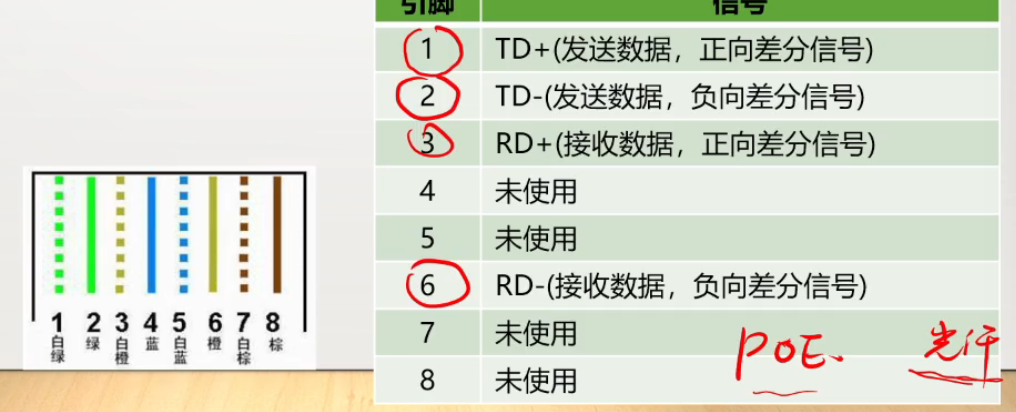 引脚 信号
1 TD+(发送数据，正向差分信号)
2 TD-(发送数据，负向差分信号)
3 RD+(接收数据，正向差分信号)
4 未使用
5 未使用
6 RD-(接收数据，负向差分信号)
7 未使用
8 未使用
1 2 3 4 5 6 7 8
白绿 绿 白橙 蓝 白蓝 橙 白棕 棕
POE. 光纤